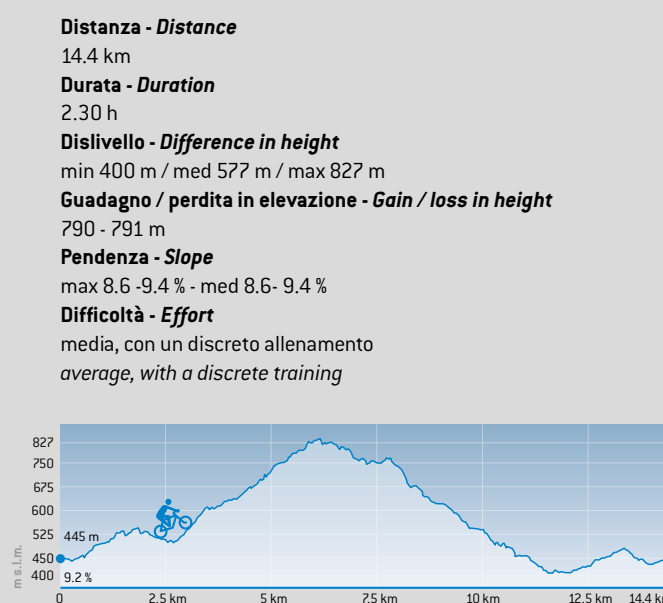 Distanza - Distance
14.4 km
Durata - Duration
2.30 h
Dislivello - Difference in height
min 400 m / med 577 m / max 827 m
Guadagno / perdita in elevazione - Gain / loss in height
790 - 791 m
Pendenza - Slope
max 8.6 -9.4 % - med 8.6- 9.4 %
Difficoltà - Effort
media, con un discreto allenamento
average, with a discrete training
827
750
675
600
525
450
400
m s.l.m.
445 m
9.2 %
0
2.5 km
5 km
7.5 km
10 km
12.5 km
14.4 km